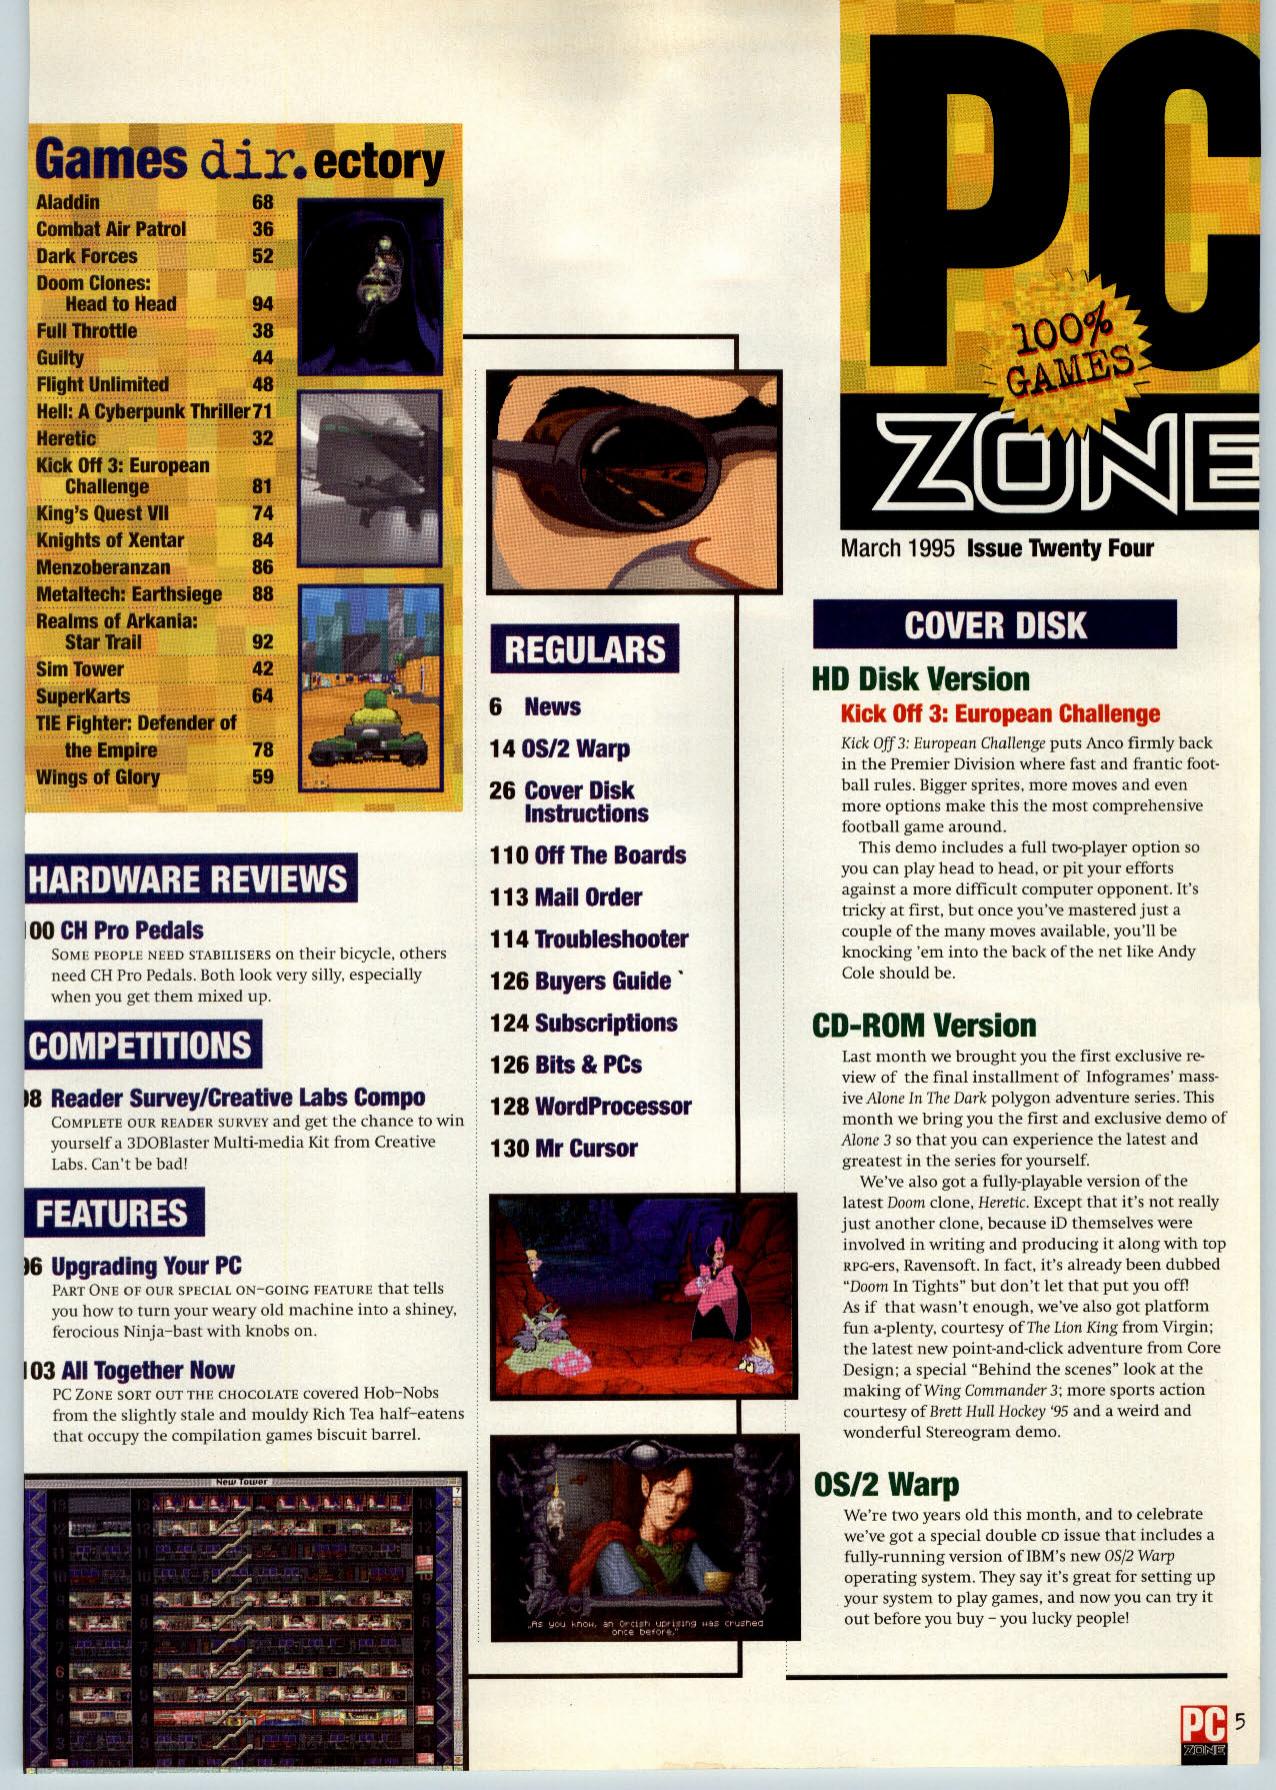 Games dir.ectory
Aladdin 68
Combat Air Patrol 36
Dark Forces 52
Doom Clones:
Head to Head 94
Full Throttle 38
Guilty 44
Flight Unlimited 48
Hell: A Cyberpunk Thriller 71
Heretic 32
Kick Off 3: European
Challenge 81
King's Quest VII 74
Knights of Xentar 84
Menzoberanzan 86
Metaltech: Earthsiege 88
Realms of Arkania:
Star Trail 92
Sim Tower 42
SuperKarts 64
TIE Fighter: Defender of
the Empire 78
Wings of Glory 59
HARDWARE REVIEWS
00 CH Pro Pedals
SOME PEOPLE NEED STABILISERS on their bicycle, others
need CH Pro Pedals. Both look very silly, especially
when you get them mixed up.
COMPETITIONS
8 Reader Survey/Creative Labs Compo
COMPLETE OUR READER SURVEY and get the chance to win
yourself a 3DOBlaster Multi-media Kit from Creative
Labs. Can't be bad!
FEATURES
6 Upgrading Your PC
PART ONE OF OUR SPECIAL ON-GOING FEATURE that tells
you how to turn your weary old machine into a shiney,
ferocious Ninja-bast with knobs on.
103 All Together Now
PC ZONE SORT OUT THE CHOCOLATE covered Hob-Nobs
from the slightly stale and mouldy Rich Tea half-eatens
that occupy the compilation games biscuit barrel.
New Tower
REGULARS
6 News
14 OS/2 Warp
26 Cover Disk
Instructions
110 Off The Boards
113 Mail Order
114 Troubleshooter
126 Buyers Guide
124 Subscriptions
126 Bits & PCs
128 WordProcessor
130 Mr Cursor
"As you know, an Orcish uprising was crushed
once before."
PC
100%
GAMES
ZONE
March 1995 Issue Twenty Four
COVER DISK
HD Disk Version
Kick Off 3: European Challenge
Kick Off 3: European Challenge puts Anco firmly back
in the Premier Division where fast and frantic foot-
ball rules. Bigger sprites, more moves and even
more options make this the most comprehensive
football game around.
This demo includes a full two-player option so
you can play head to head, or pit your efforts
against a more difficult computer opponent. It's
tricky at first, but once you've mastered just a
couple of the many moves available, you'll be
knocking 'em into the back of the net like Andy
Cole should be.
CD-ROM Version
Last month we brought you the first exclusive re-
view of the final installment of Infogrames' mass-
ive Alone In The Dark polygon adventure series. This
month we bring you the first and exclusive demo of
Alone 3 so that you can experience the latest and
greatest in the series for yourself.
We've also got a fully-playable version of the
latest Doom clone, Heretic. Except that it's not really
just another clone, because iD themselves were
involved in writing and producing it along with top
RPG-ers, Ravensoft. In fact, it's already been dubbed
"Doom In Tights" but don't let that put you off!
As if that wasn't enough, we've also got platform
fun a-plenty, courtesy of The Lion King from Virgin;
the latest new point-and-click adventure from Core
Design; a special "Behind the scenes" look at the
making of Wing Commander 3; more sports action
courtesy of Brett Hull Hockey '95 and a weird and
wonderful Stereogram demo.
OS/2 Warp
We're two years old this month, and to celebrate
we've got a special double CD issue that includes a
fully-running version of IBM's new OS/2 Warp
operating system. They say it's great for setting up
your system to play games, and now you can try it
out before you buy – you lucky people!
PC
ZONE
5